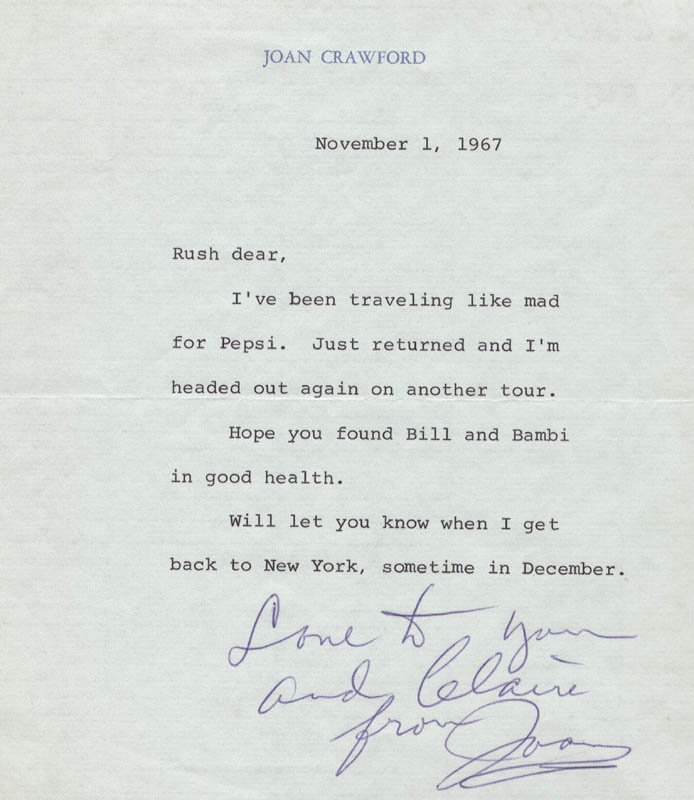 JOAN CRAWFORD
November 1, 1967
Rush dear,
I've been traveling like mad
for Pepsi. Just returned and I'm
headed out again on another tour.
Hope you found Bill and Bambi
in good health.
Will let you know when I get
back to New York, sometime in December.
Love to you
and Claire
from Joan